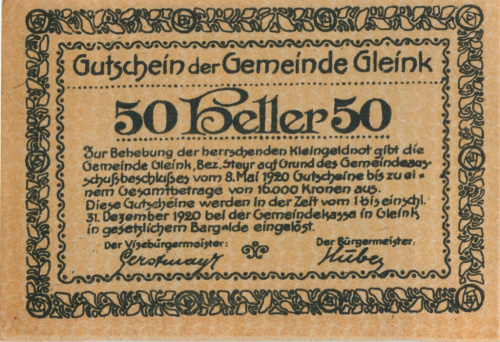 Gutschein der Gemeinde Gleink
50 Heller 50
Zur Behebung der herrschenden Kleingeldnot gibt die
Gemeinde Gleink, Bez. Steyr auf Grund des Gemeindeaus-
schußbeschlußes vom 8. Mai 1920 Gutscheine bis zu ei=
nem Gesamtbetrage von 16.000 Kronen aus.
Diese Gutscheine werden in der Zeit vom 1. bis einschl.
31. Dezember 1920 bei der Gemeindekassa in Gleink
in gesetzlichem Bargelde eingelöst.
Der Visebürgermeister: Der Bürgermeister:
Gerstmayr Huber